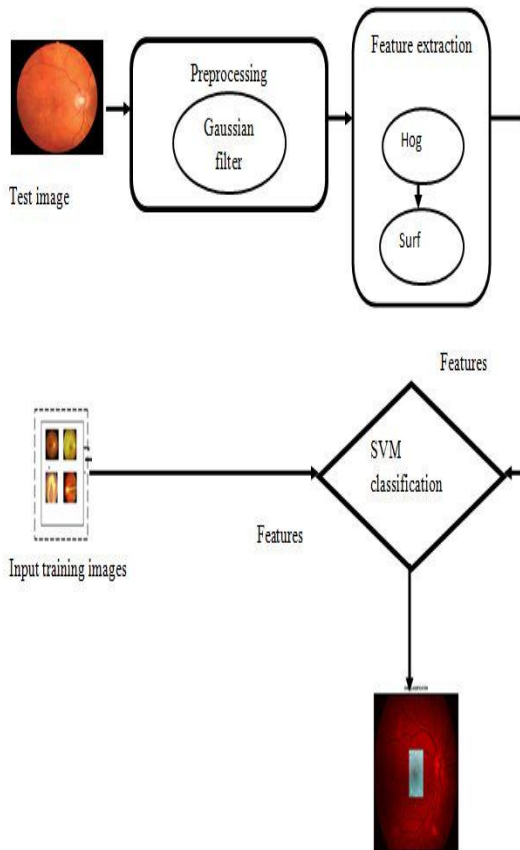 Test image
Preprocessing
Gaussian
filter
Feature extraction
Hog
Surf
Features
Input training images
Features
SVM
classification